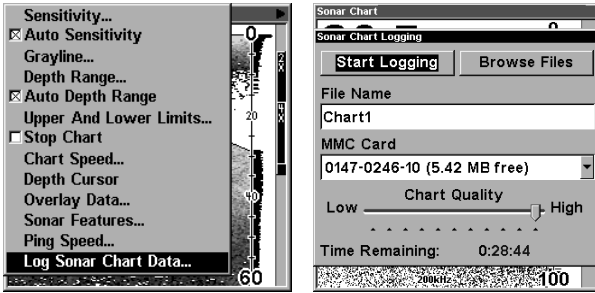 Sensitivity...
Auto Sensitivity
Grayline...
Depth Range...
Auto Depth Range
Upper And Lower Limits...
Stop Chart
Chart Speed...
Depth Cursor
Overlay Data...
Sonar Features...
Ping Speed...
Log Sonar Chart Data...
0
20
40
60
Sonar Chart
Sonar Chart Logging
Start Logging
Browse Files
File Name
Chart1
MMC Card
0147-0246-10 (5.42 MB free)
Chart Quality
Low
High
Time Remaining: 0:28:44
200kHz
100